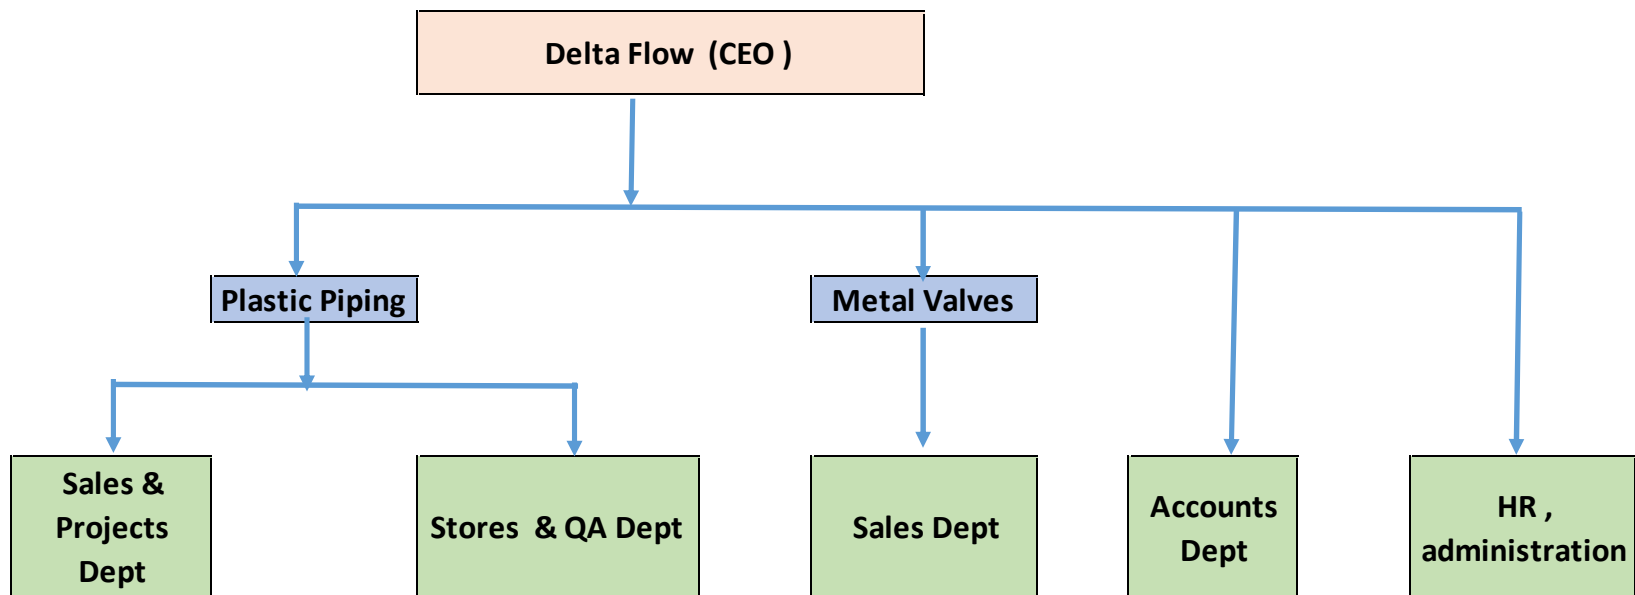 Delta Flow  (CEO )
Plastic Piping
Metal Valves
Sales &
Projects
Dept
Stores  & QA Dept
Sales Dept
Accounts
Dept
HR ,
administration